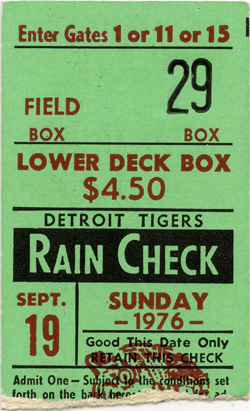 Enter Gates 1 or 11 or 15
29
FIELD
BOX BOX
LOWER DECK BOX
$4.50
DETROIT TIGERS
RAIN CHECK
SEPT. SUNDAY
19 —1976—
Good This Date Only
RETAIN THIS CHECK
Admit One— Subject to the conditions set
forth on the back